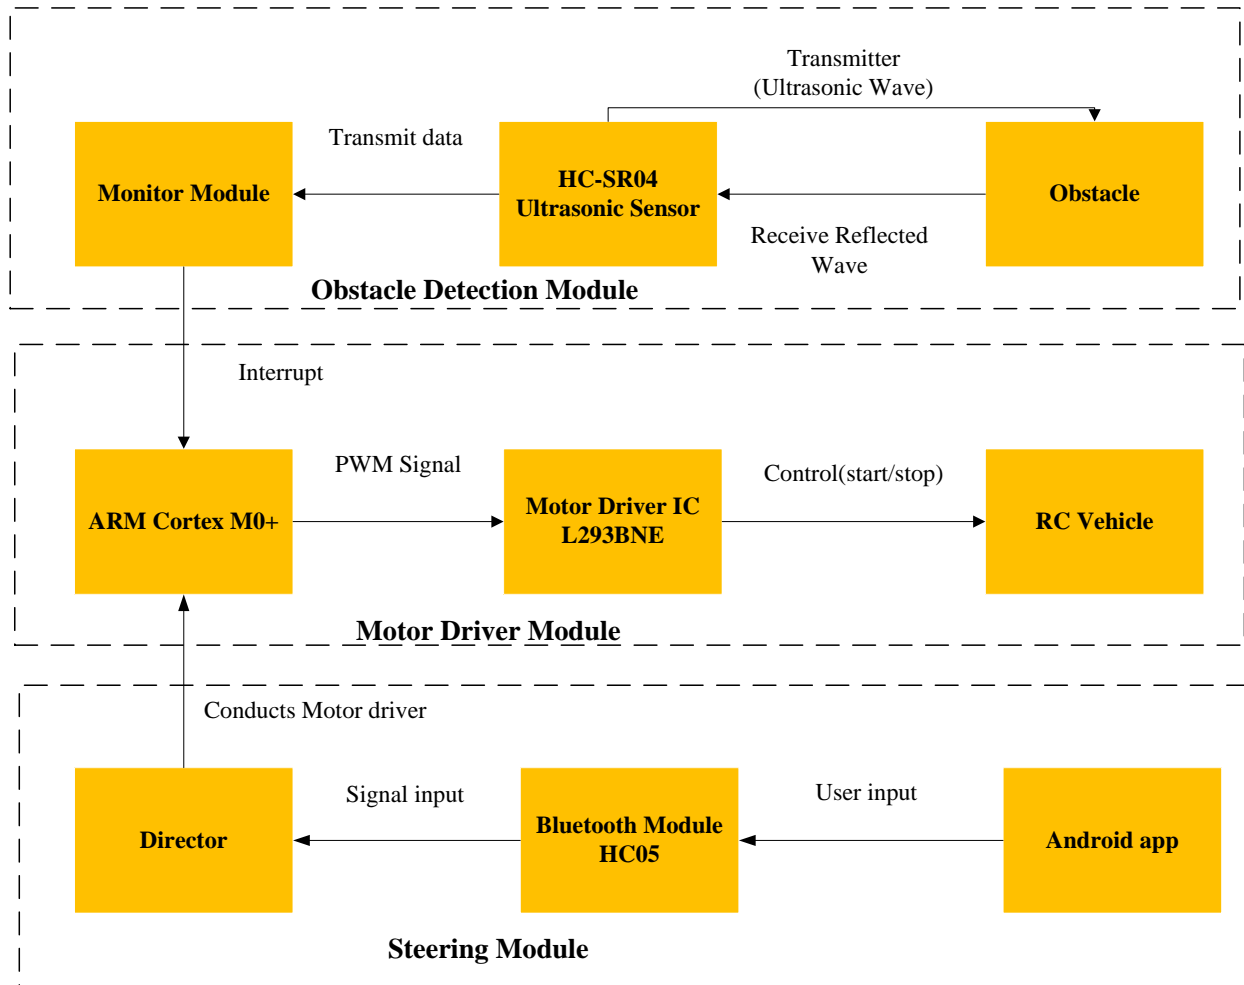 Transmitter
(Ultrasonic Wave)
Transmit data
Monitor Module
HC-SR04
Ultrasonic Sensor
Obstacle
Receive Reflected
Wave
Obstacle Detection Module
Interrupt
PWM Signal
Control(start/stop)
ARM Cortex M0+
Motor Driver IC
L293BNE
RC Vehicle
Motor Driver Module
Conducts Motor driver
Signal input
User input
Director
Bluetooth Module
HC05
Android app
Steering Module